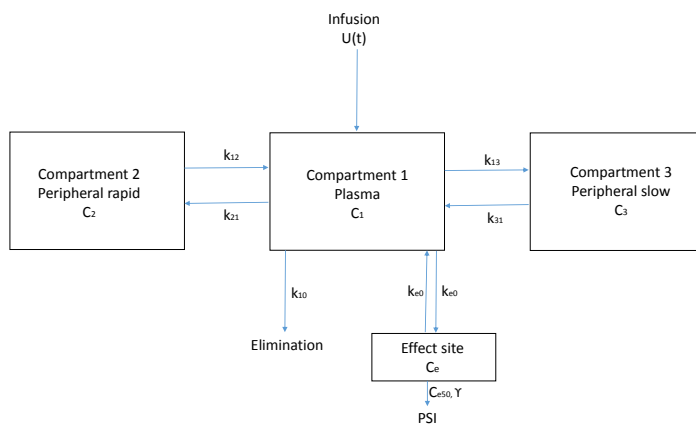 Infusion
U(t)
Compartment 2
Peripheral rapid
C2
k12
k21
Compartment 1
Plasma
C1
k13
k31
Compartment 3
Peripheral slow
C3
k10
ke0
ke0
Elimination
Effect site
Ce
Ce50, ϒ
PSI